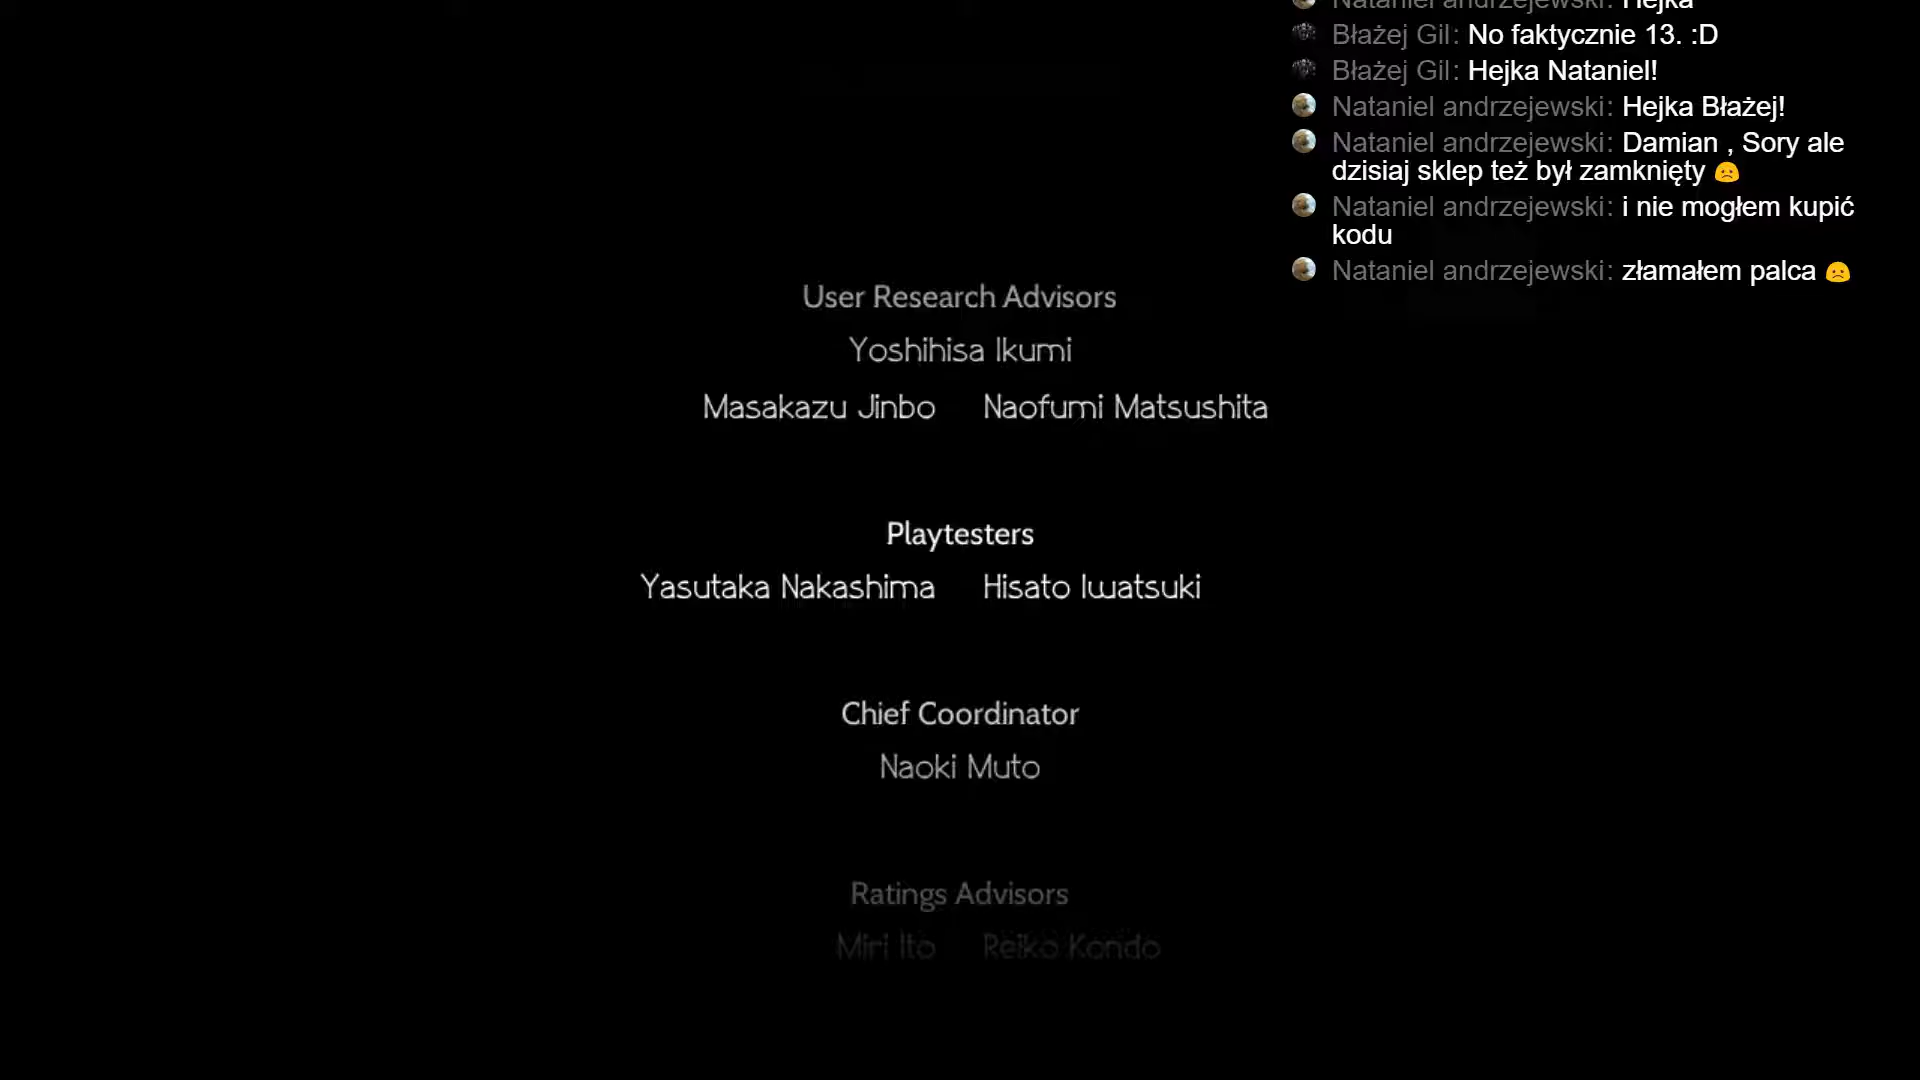 Nataniel andrzejewski: Hejka
Błażej Gil: No faktycznie 13. :D
Błażej Gil: Hejka Nataniel!
Nataniel andrzejewski: Hejka Błażej!
Nataniel andrzejewski: Damian , Sory ale
dzisiaj sklep też był zamknięty 🙁
Nataniel andrzejewski: i nie mogłem kupić
kodu
Nataniel andrzejewski: złamałem palca 🙁
User Research Advisors
Yoshihisa Ikumi
Masakazu Jinbo Naofumi Matsushita
Playtesters
Yasutaka Nakashima Hisato Iwatsuki
Chief Coordinator
Naoki Muto
Ratings Advisors
Miri Ito Reiko Kondo